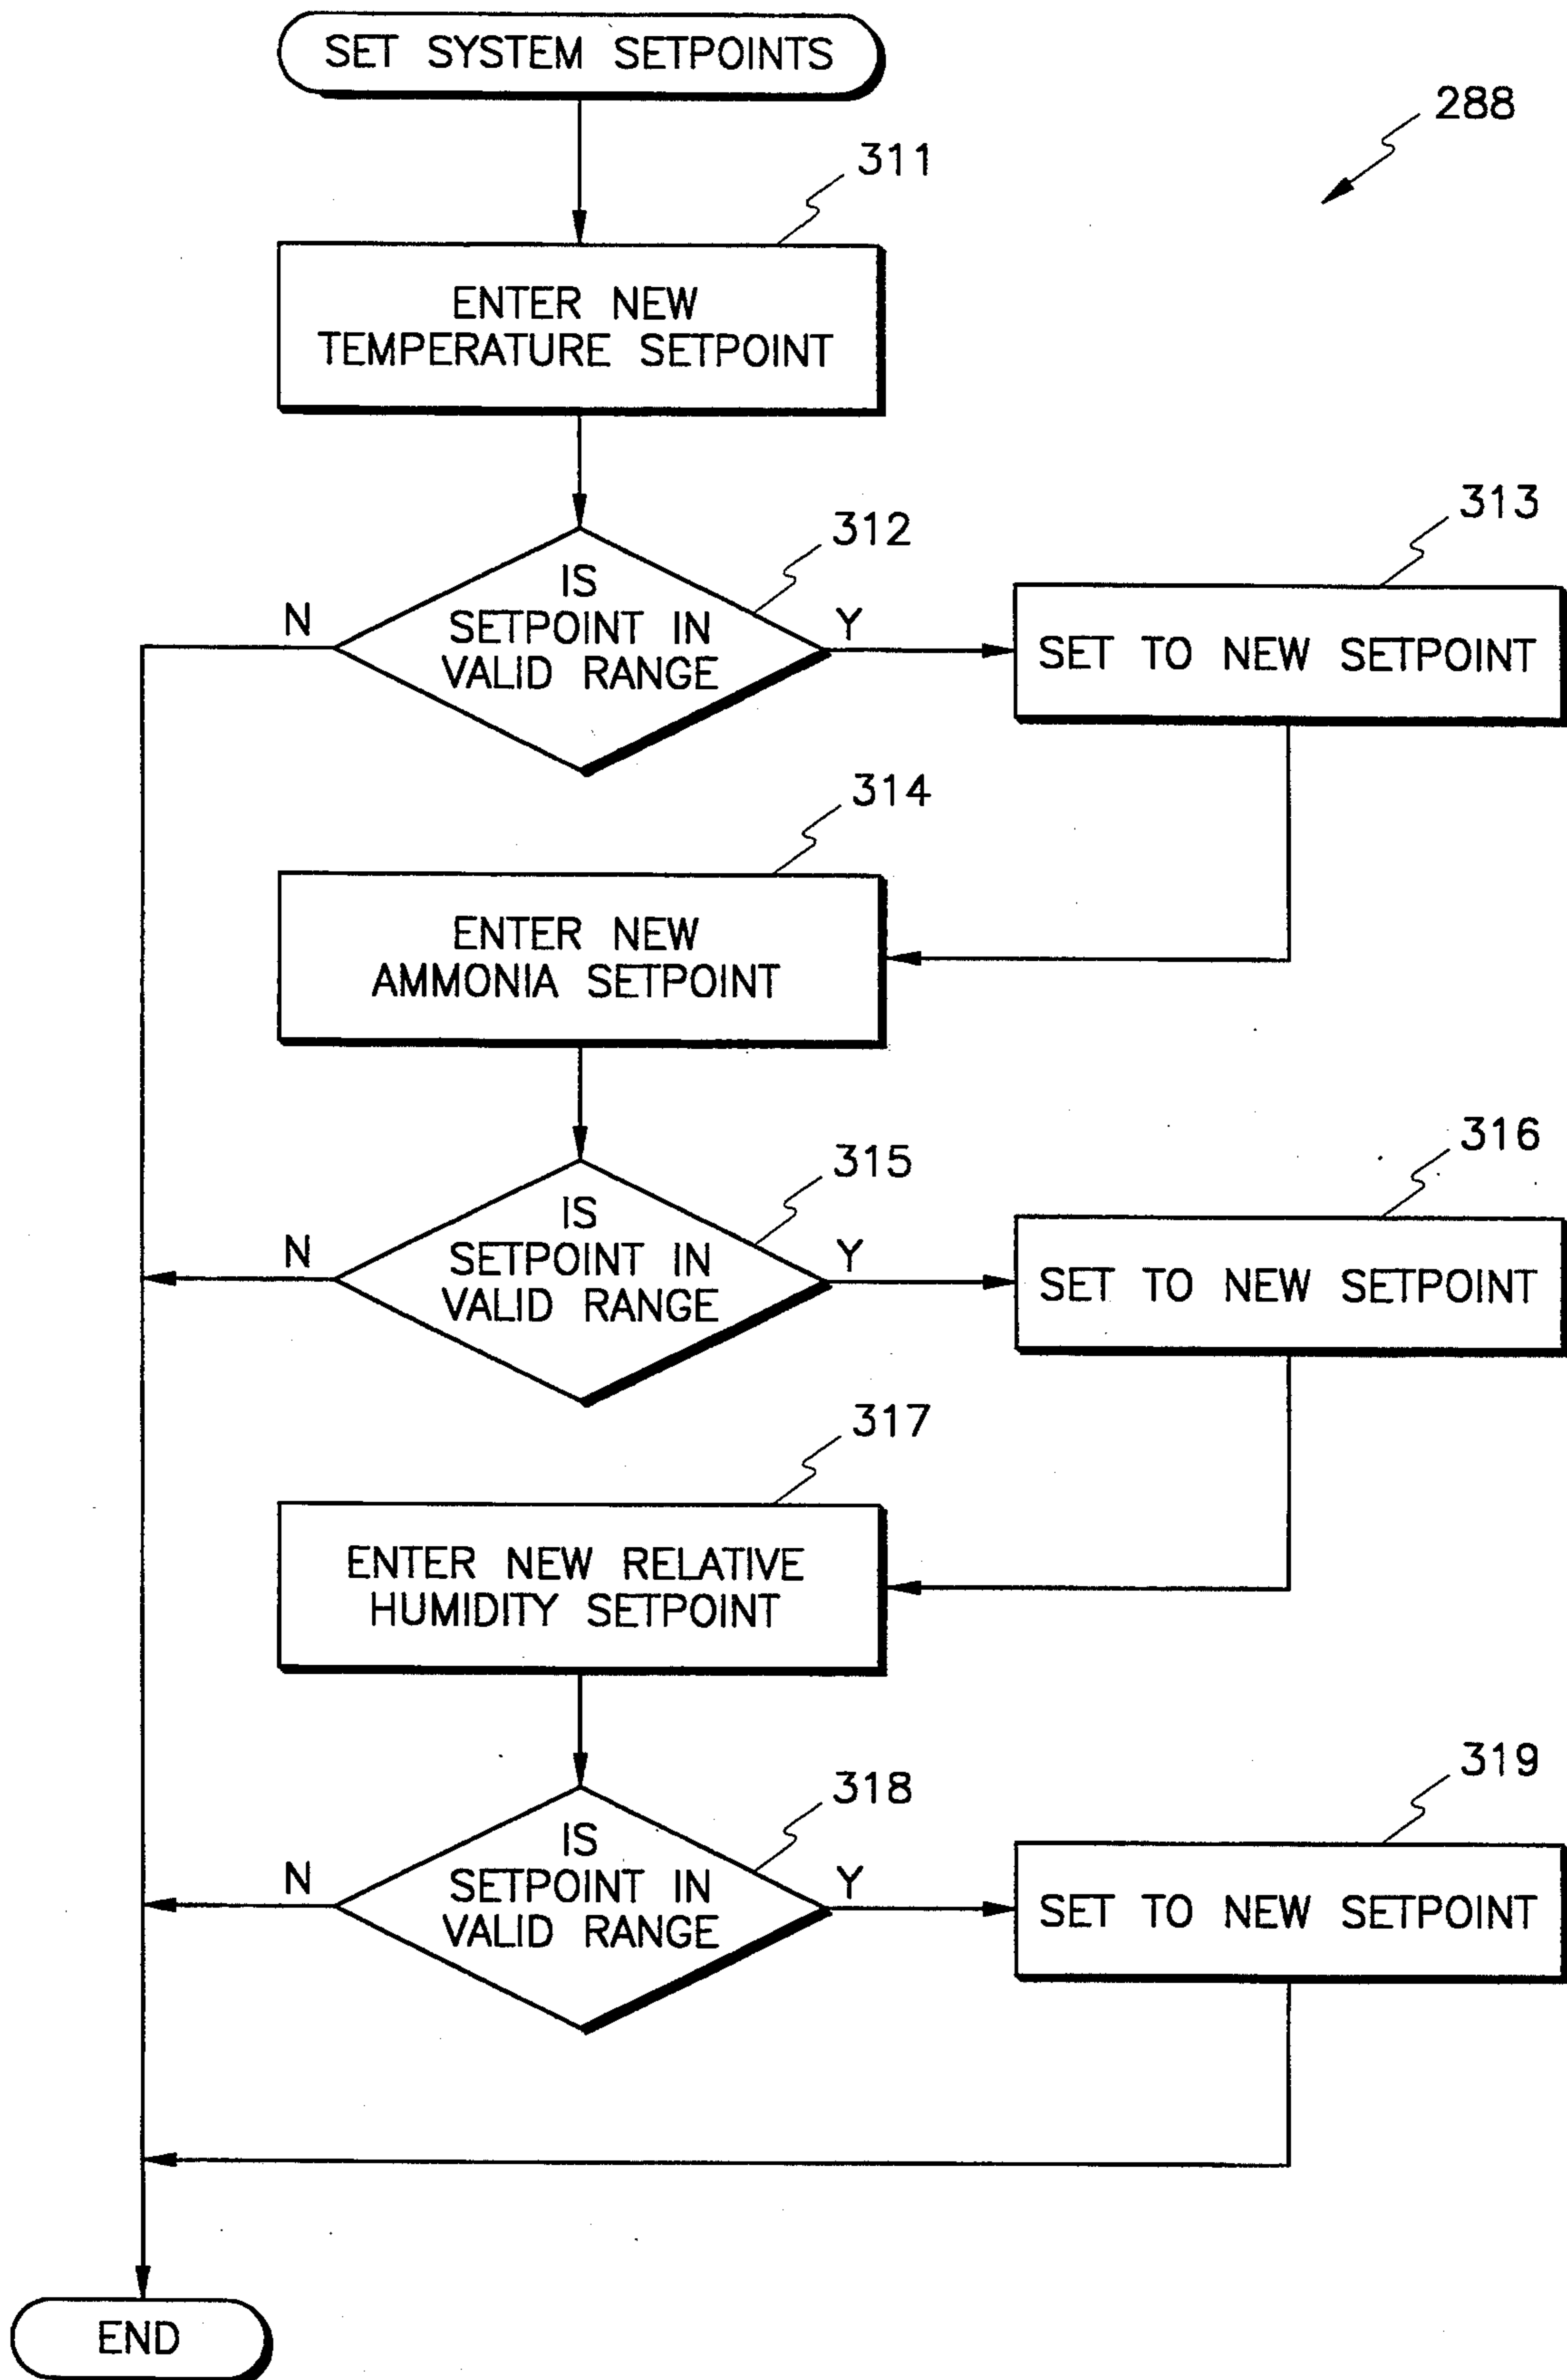 SET SYSTEM SETPOINTS
288
311
ENTER NEW
TEMPERATURE SETPOINT
312
313
IS
SETPOINT IN
VALID RANGE
N
Y
SET TO NEW SETPOINT
314
ENTER NEW
AMMONIA SETPOINT
315
316
IS
SETPOINT IN
VALID RANGE
N
Y
SET TO NEW SETPOINT
317
ENTER NEW RELATIVE
HUMIDITY SETPOINT
318
319
IS
SETPOINT IN
VALID RANGE
N
Y
SET TO NEW SETPOINT
END